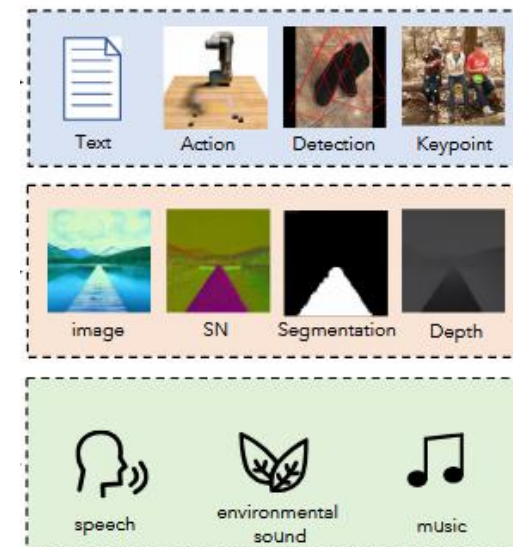 Text Action Detection Keypoint
image SN Segmentation Depth
speech environmental sound music